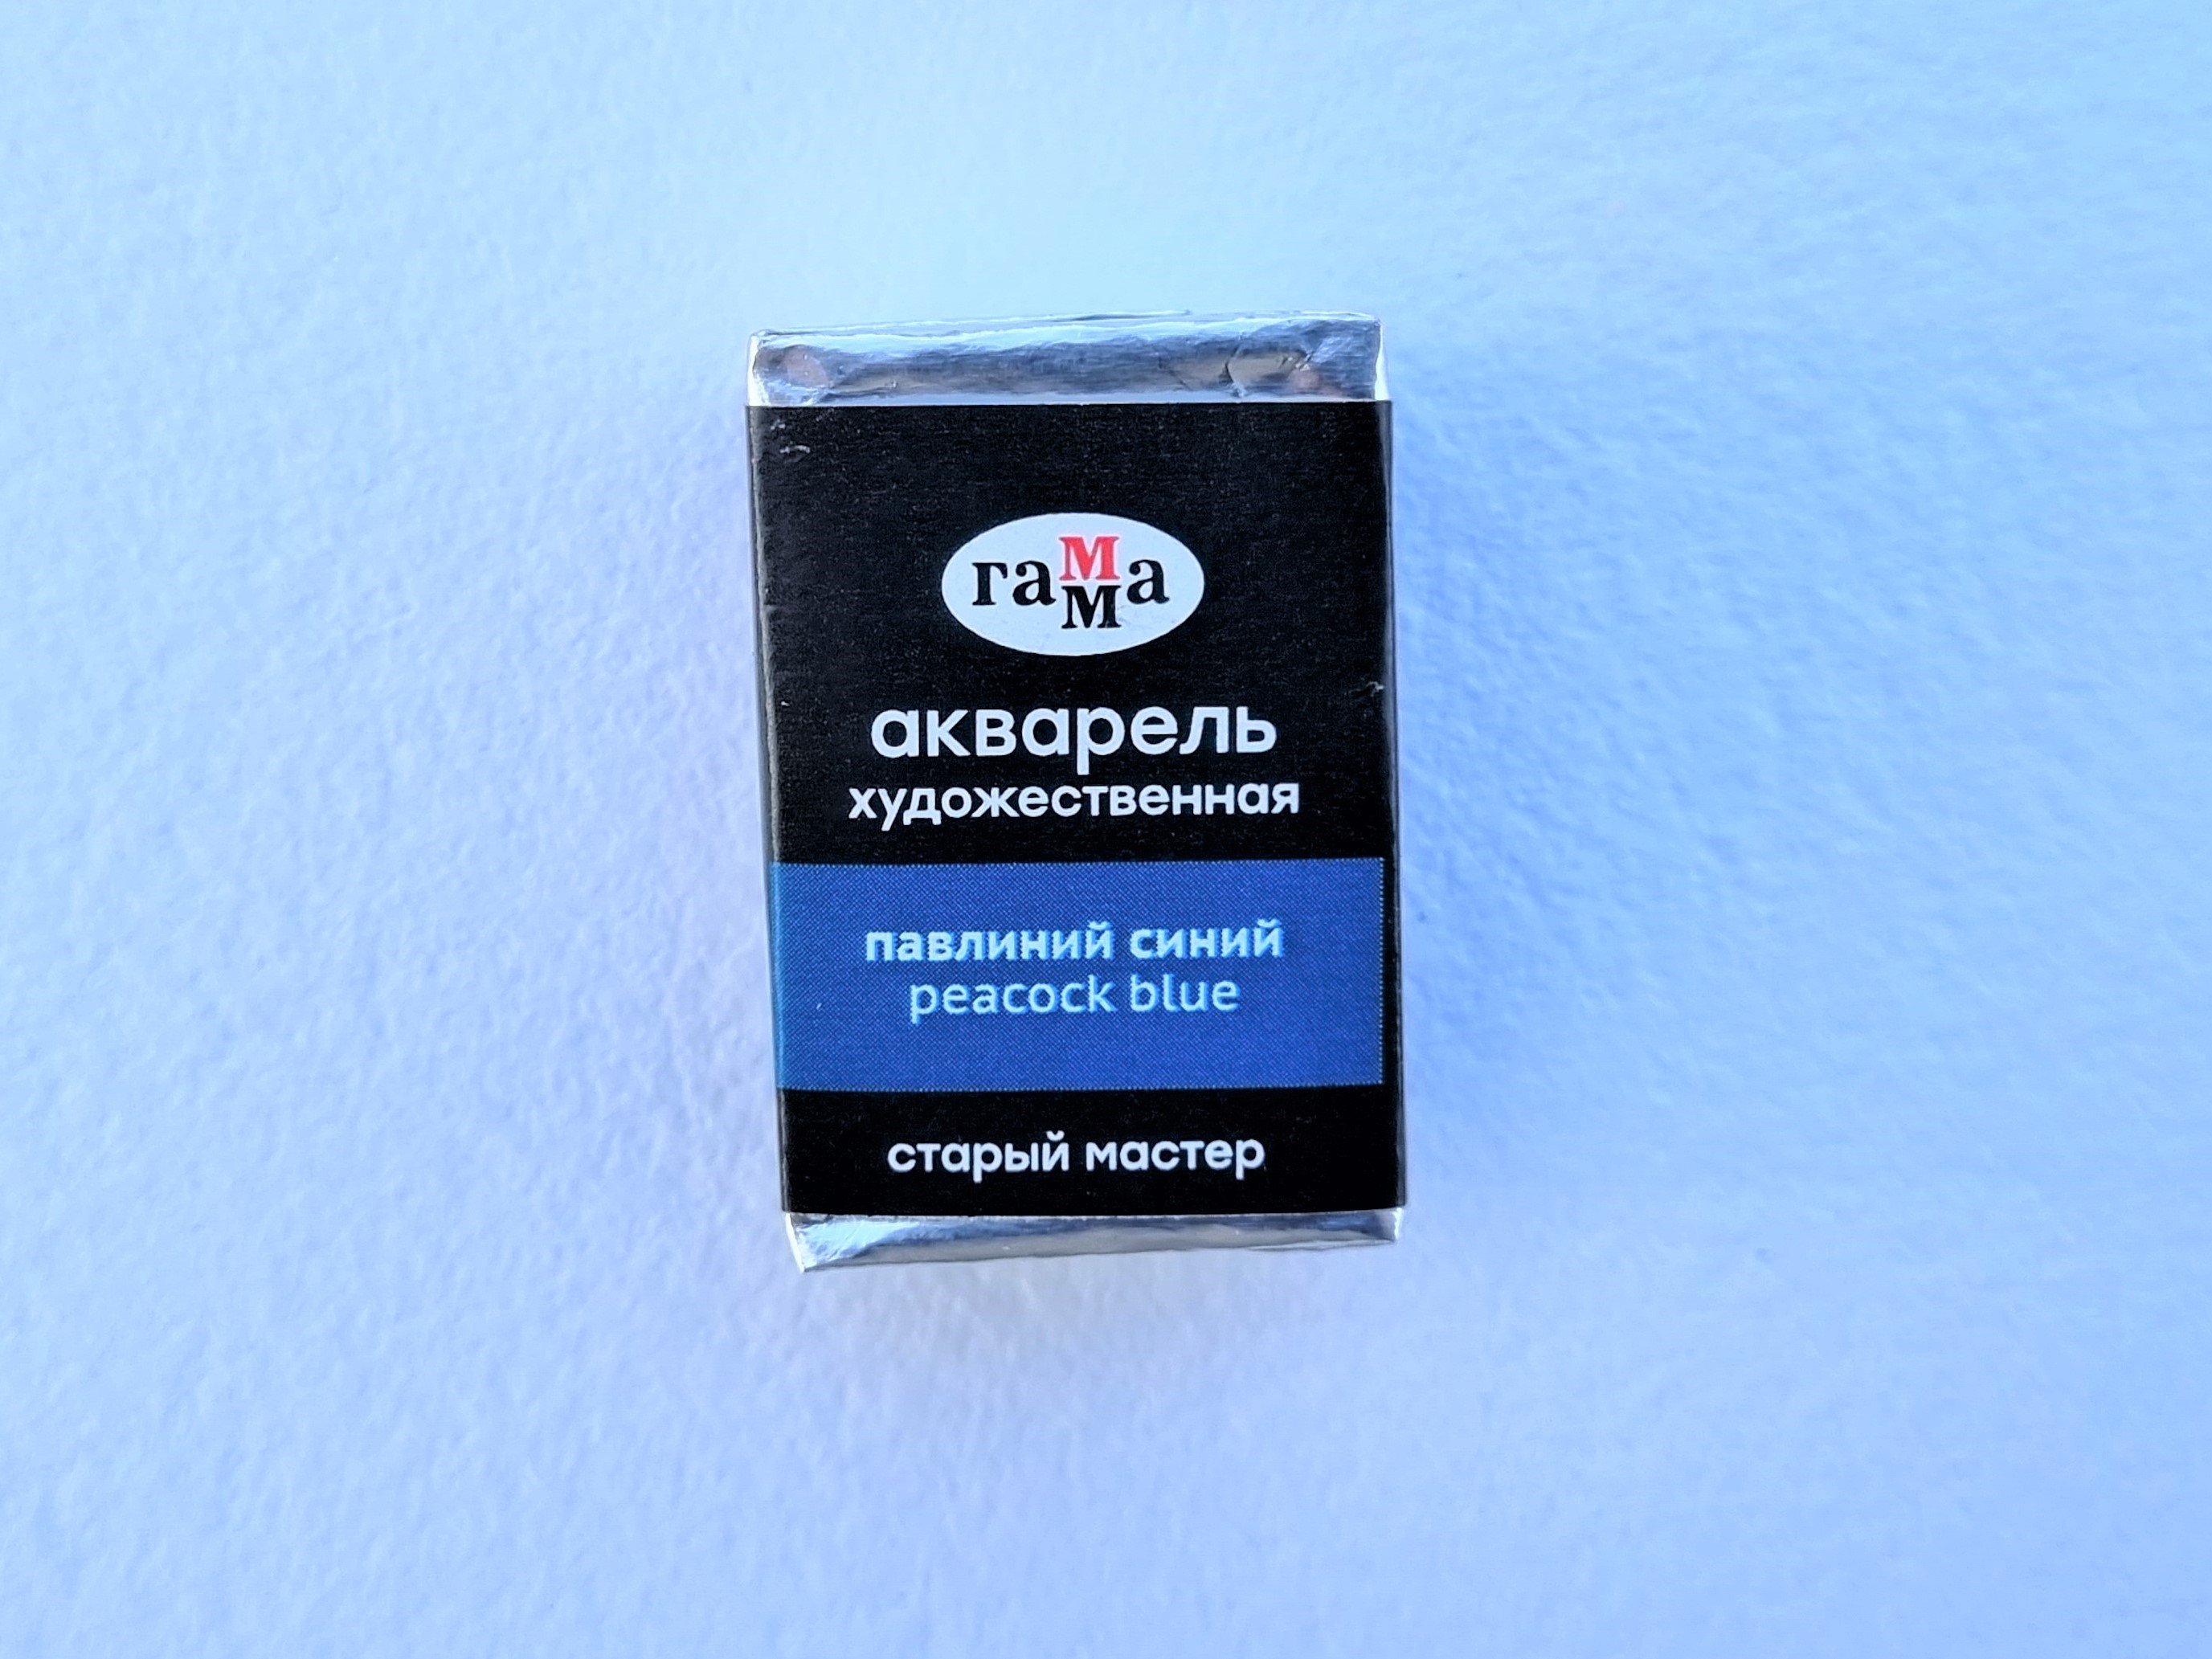 гамма
акварель
художественная
павлиний синий
peacock blue
старый мастер